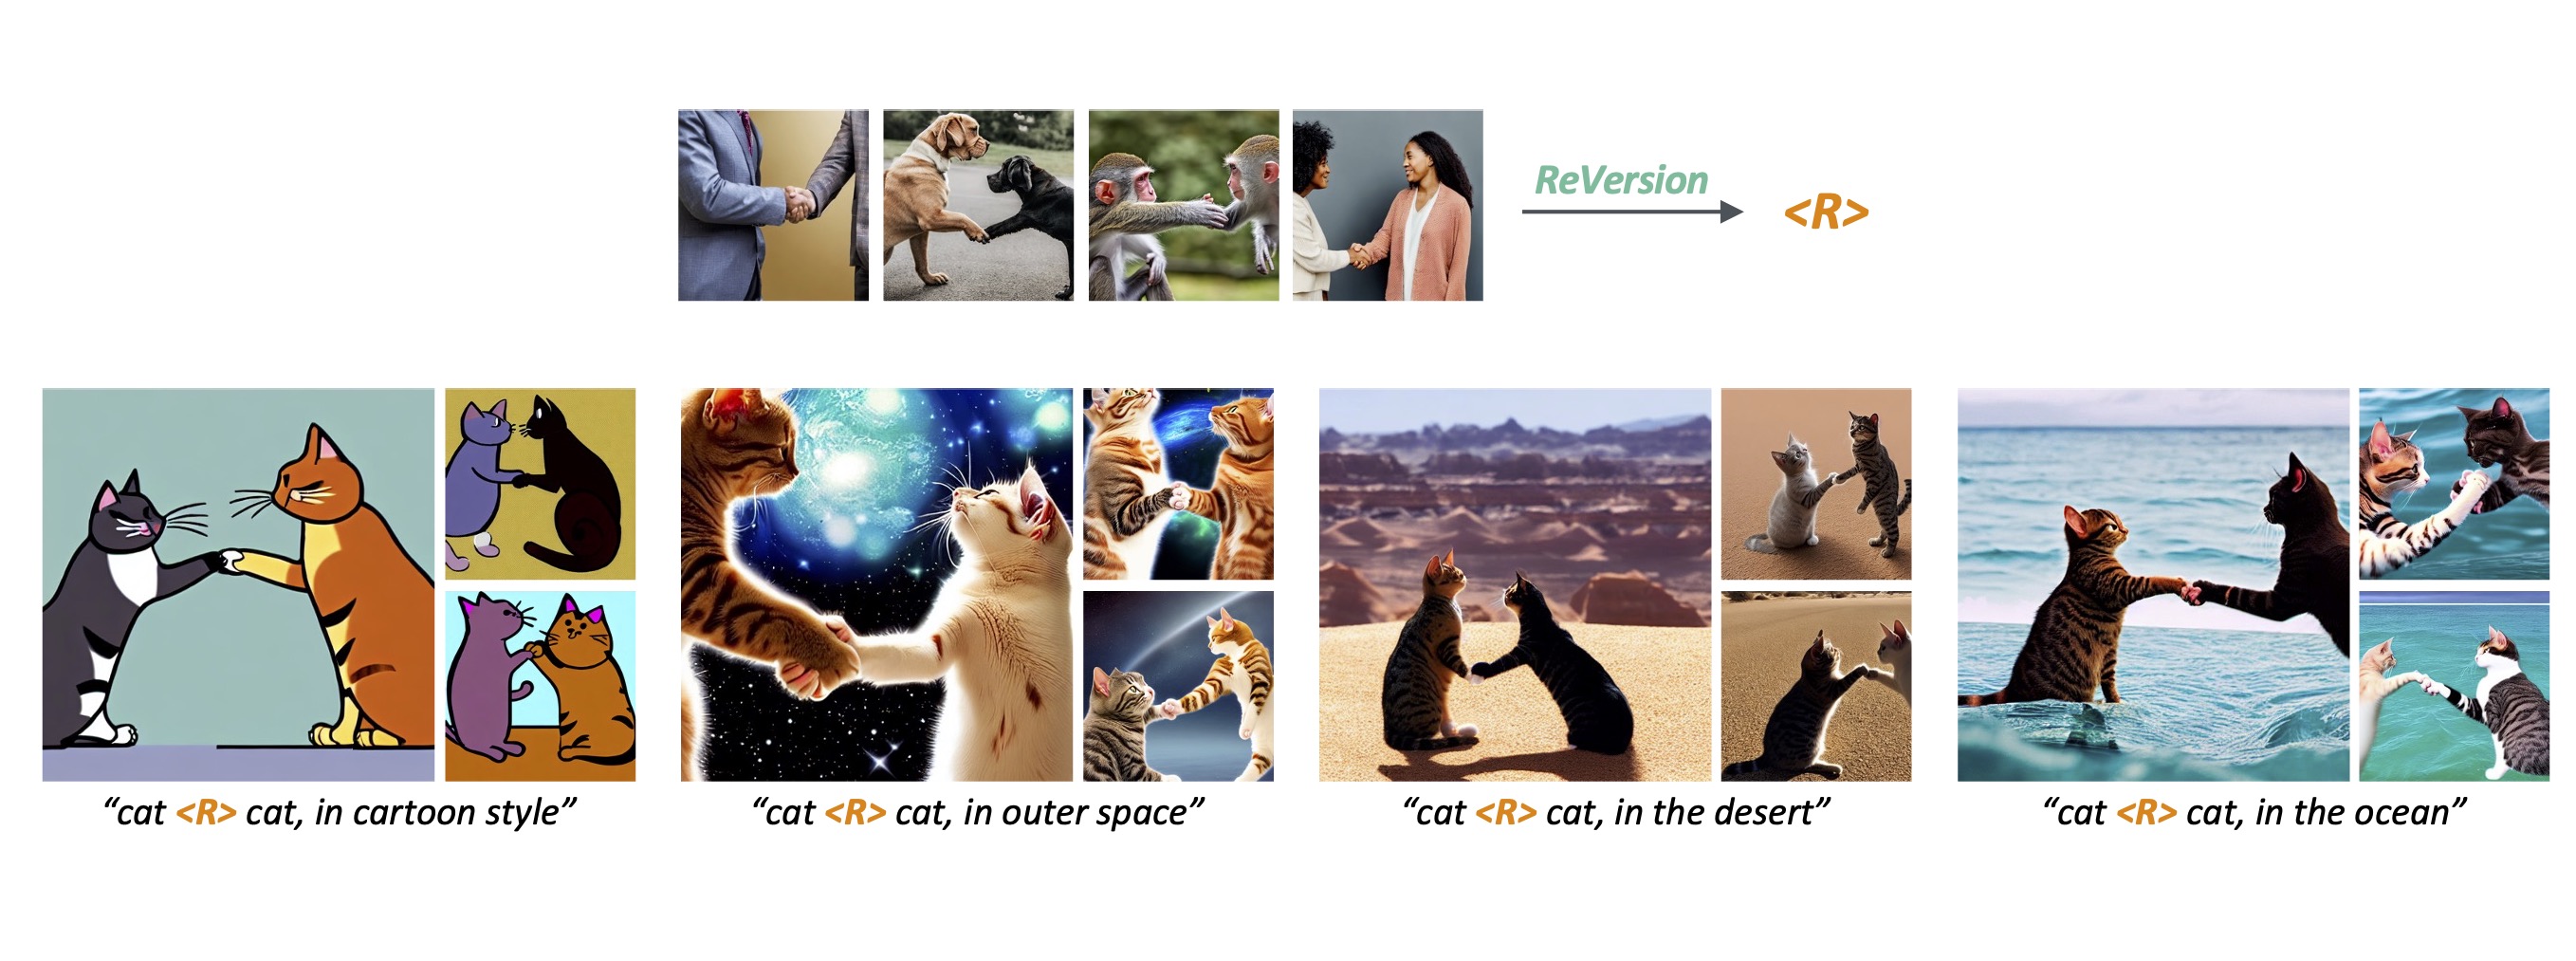 ReVersion
<R>
“cat <R> cat, in cartoon style”
“cat <R> cat, in outer space”
“cat <R> cat, in the desert”
“cat <R> cat, in the ocean”